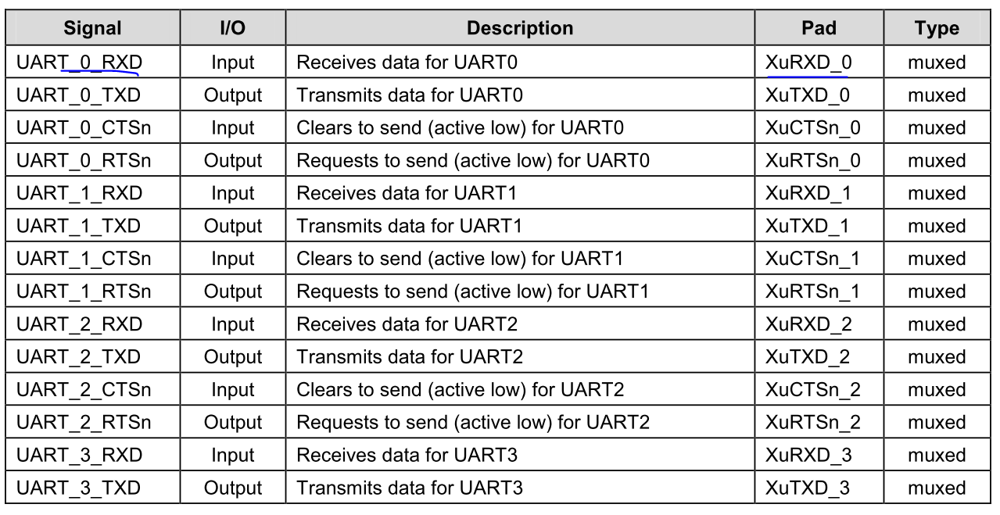 Signal I/O Description Pad Type
UART_0_RXD Input Receives data for UART0 XuRXD_0 muxed
UART_0_TXD Output Transmits data for UART0 XuTXD_0 muxed
UART_0_CTSn Input Clears to send (active low) for UART0 XuCTSn_0 muxed
UART_0_RTSn Output Requests to send (active low) for UART0 XuRTSn_0 muxed
UART_1_RXD Input Receives data for UART1 XuRXD_1 muxed
UART_1_TXD Output Transmits data for UART1 XuTXD_1 muxed
UART_1_CTSn Input Clears to send (active low) for UART1 XuCTSn_1 muxed
UART_1_RTSn Output Requests to send (active low) for UART1 XuRTSn_1 muxed
UART_2_RXD Input Receives data for UART2 XuRXD_2 muxed
UART_2_TXD Output Transmits data for UART2 XuTXD_2 muxed
UART_2_CTSn Input Clears to send (active low) for UART2 XuCTSn_2 muxed
UART_2_RTSn Output Requests to send (active low) for UART2 XuRTSn_2 muxed
UART_3_RXD Input Receives data for UART3 XuRXD_3 muxed
UART_3_TXD Output Transmits data for UART3 XuTXD_3 muxed